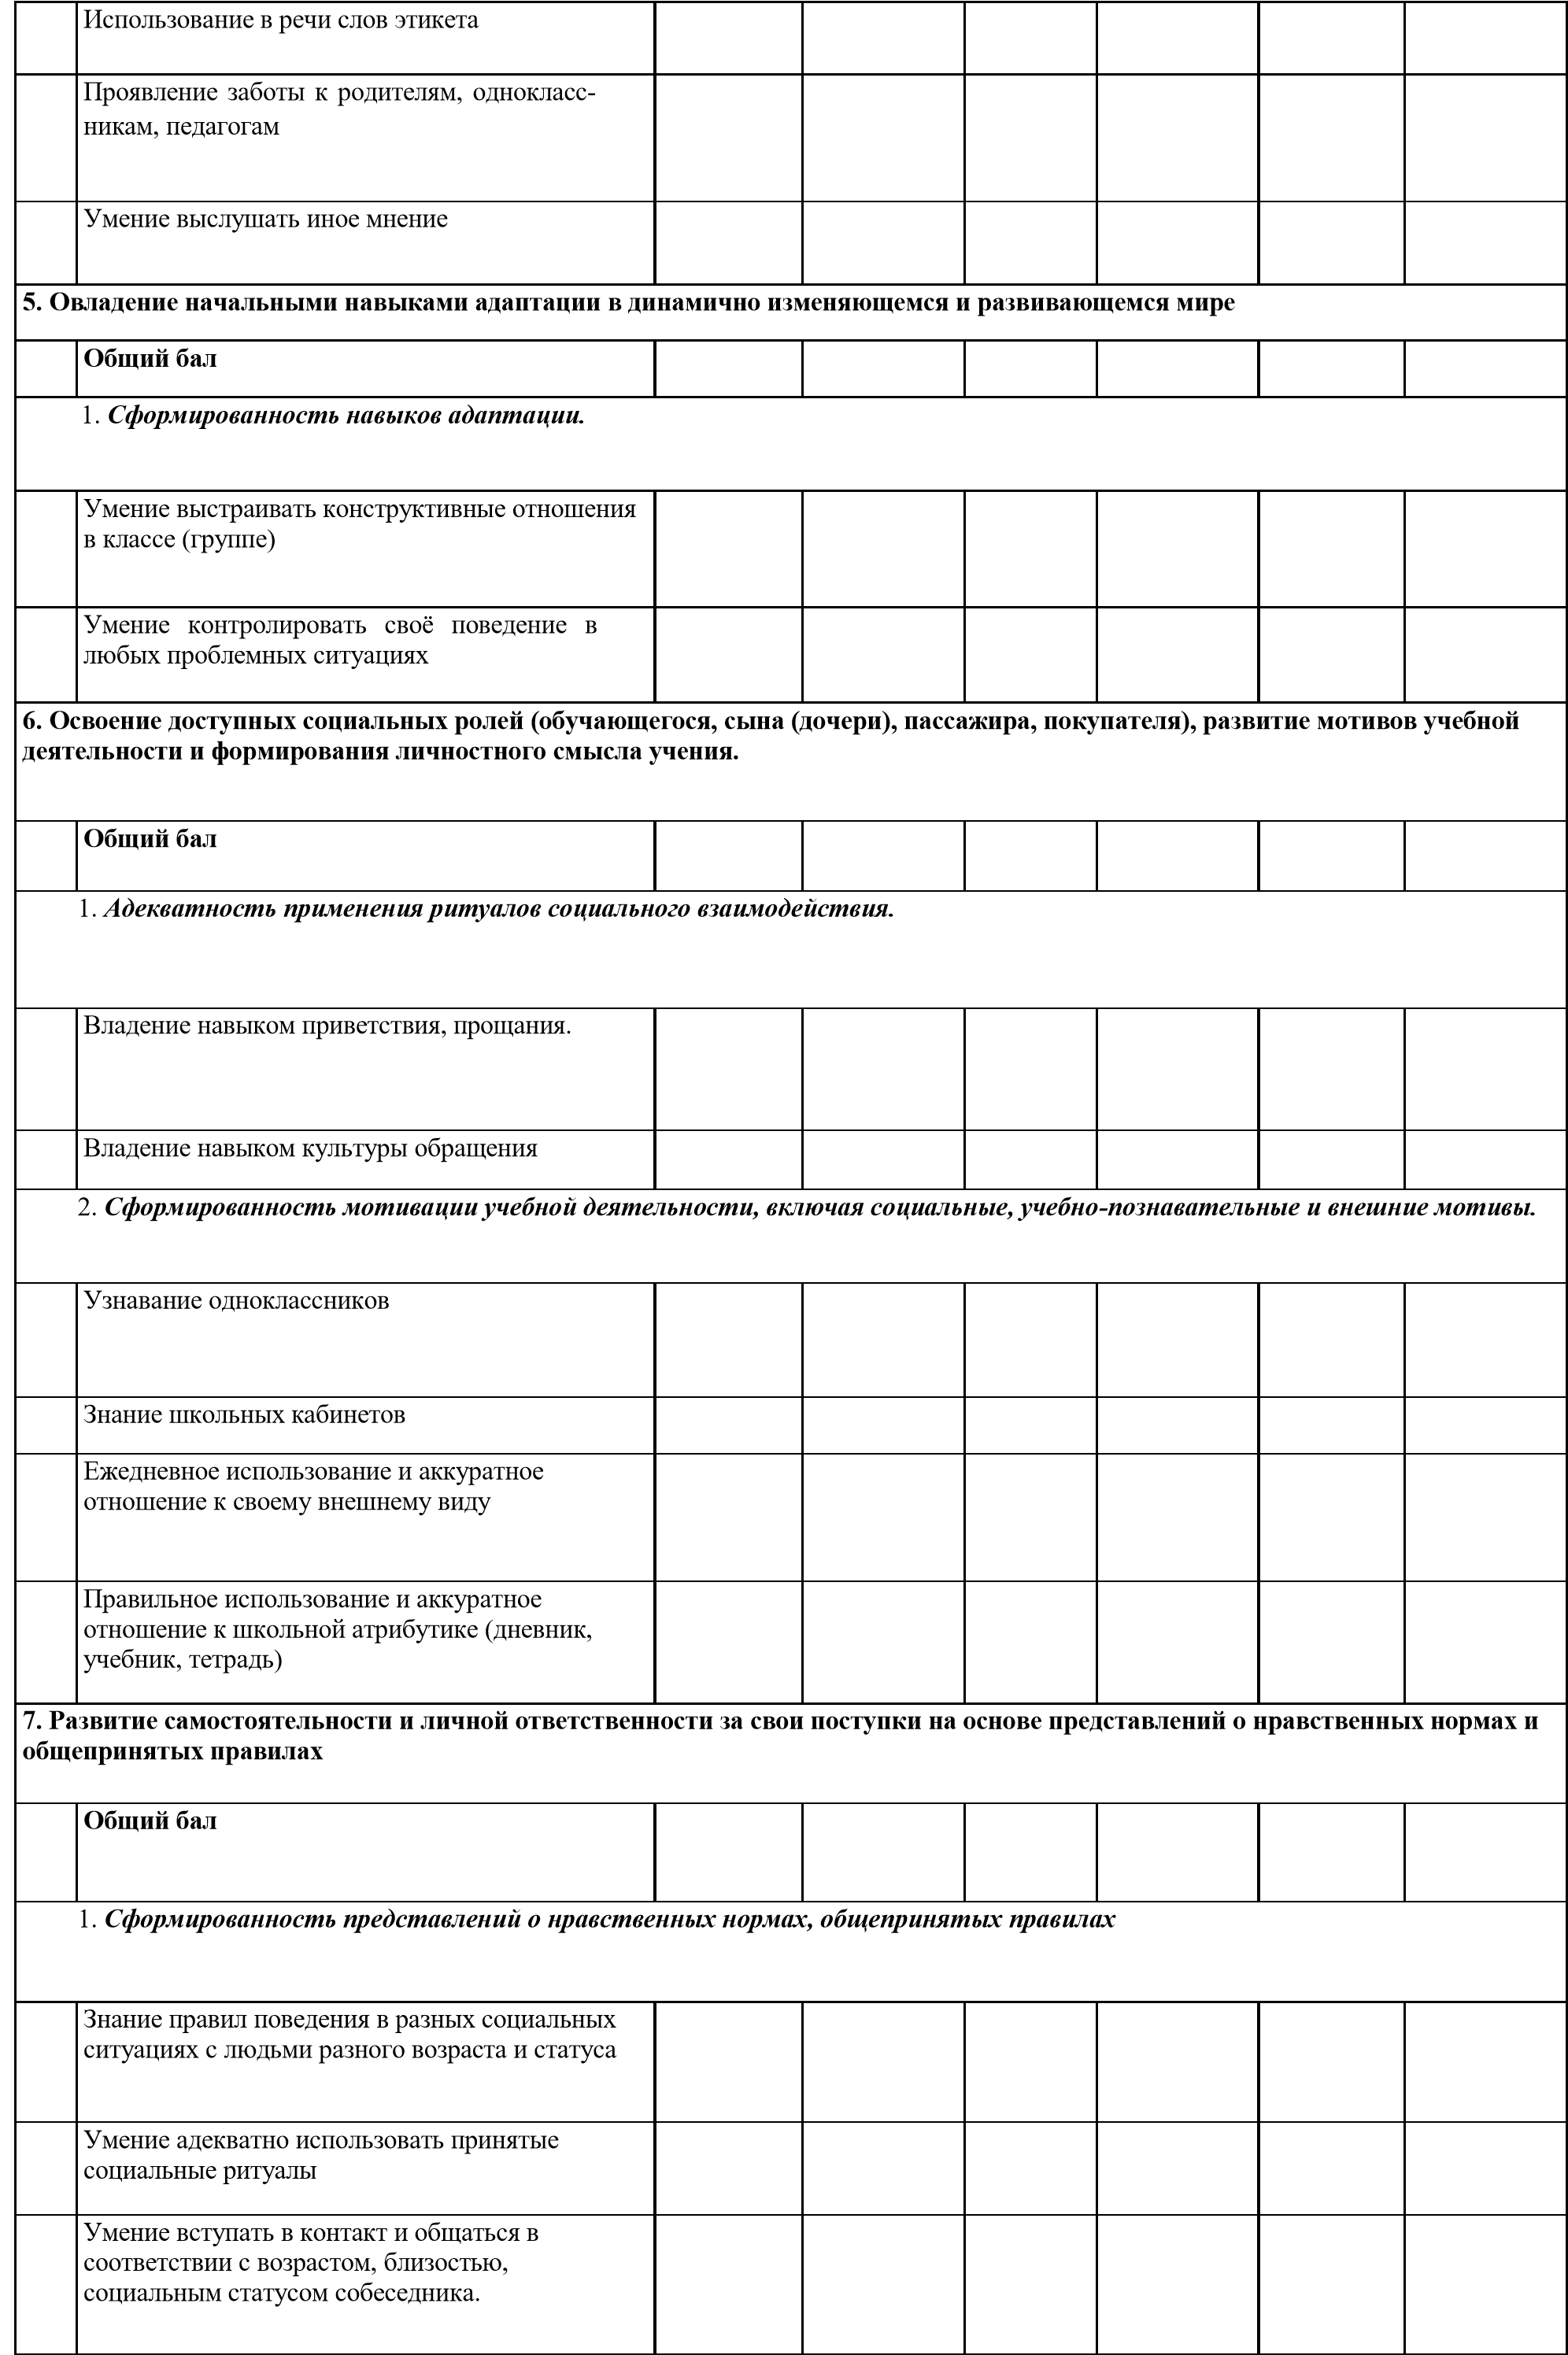 Использование в речи слов этикета
Проявление заботы к родителям, однокласс-
никам, педагогам
Умение выслушать иное мнение
5. Овладение начальными навыками адаптации в динамично изменяющемся и развивающемся мире
Общий бал
1. Сформированность навыков адаптации.
Умение выстраивать конструктивные отношения
в классе (группе)
Умение контролировать своё поведение в
любых проблемных ситуациях
6. Освоение доступных социальных ролей (обучающегося, сына (дочери), пассажира, покупателя), развитие мотивов учебной
деятельности и формирования личностного смысла учения.
Общий бал
1. Адекватность применения ритуалов социального взаимодействия.
Владение навыком приветствия, прощания.
Владение навыком культуры обращения
2. Сформированность мотивации учебной деятельности, включая социальные, учебно-познавательные и внешние мотивы.
Узнавание одноклассников
Знание школьных кабинетов
Ежедневное использование и аккуратное
отношение к своему внешнему виду
Правильное использование и аккуратное
отношение к школьной атрибутике (дневник,
учебник, тетрадь)
7. Развитие самостоятельности и личной ответственности за свои поступки на основе представлений о нравственных нормах и
общепринятых правилах
Общий бал
1. Сформированность представлений о нравственных нормах, общепринятых правилах
Знание правил поведения в разных социальных
ситуациях с людьми разного возраста и статуса
Умение адекватно использовать принятые
социальные ритуалы
Умение вступать в контакт и общаться в
соответствии с возрастом, близостью,
социальным статусом собеседника.